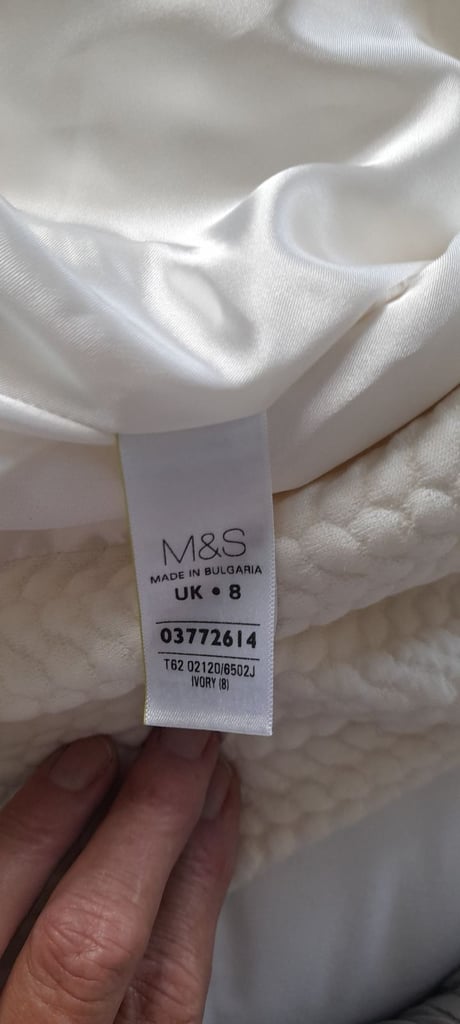 M&S
MADE IN BULGARIA
UK • 8
03772614
T62 02120/6502J
IVORY (8)